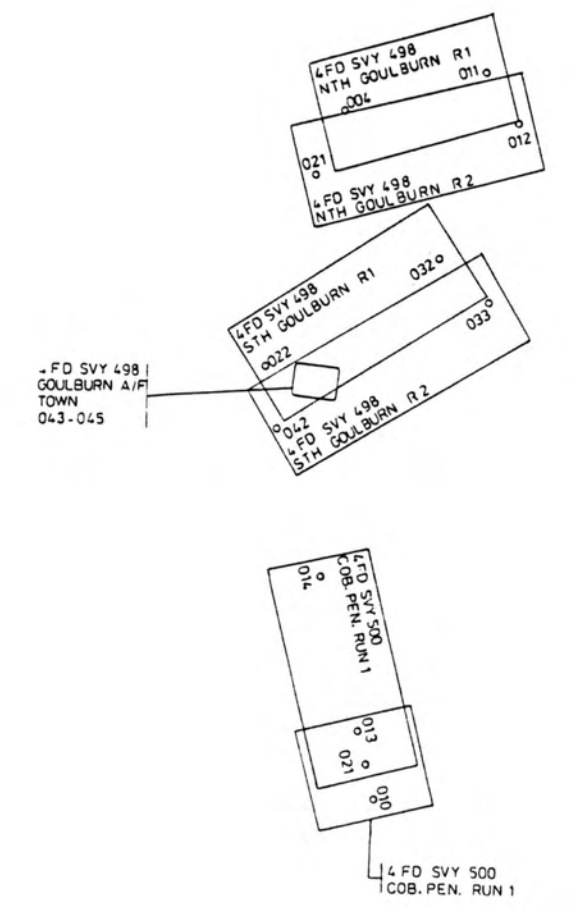 4FD SVY 498
NTH GOULBURN R1
011
004
012
021
4FD SVY 498
NTH GOULBURN R2
032
4FD SVY 498
STH GOULBURN R1
033
022
FD SVY 498
GOULBURN A/F
TOWN
043-045
042
4FD SVY 498
STH GOULBURN R2
4FD SVY 500
COB. PEN. RUN 1
014
013
021
010
4 FD SVY 500
COB. PEN. RUN 1